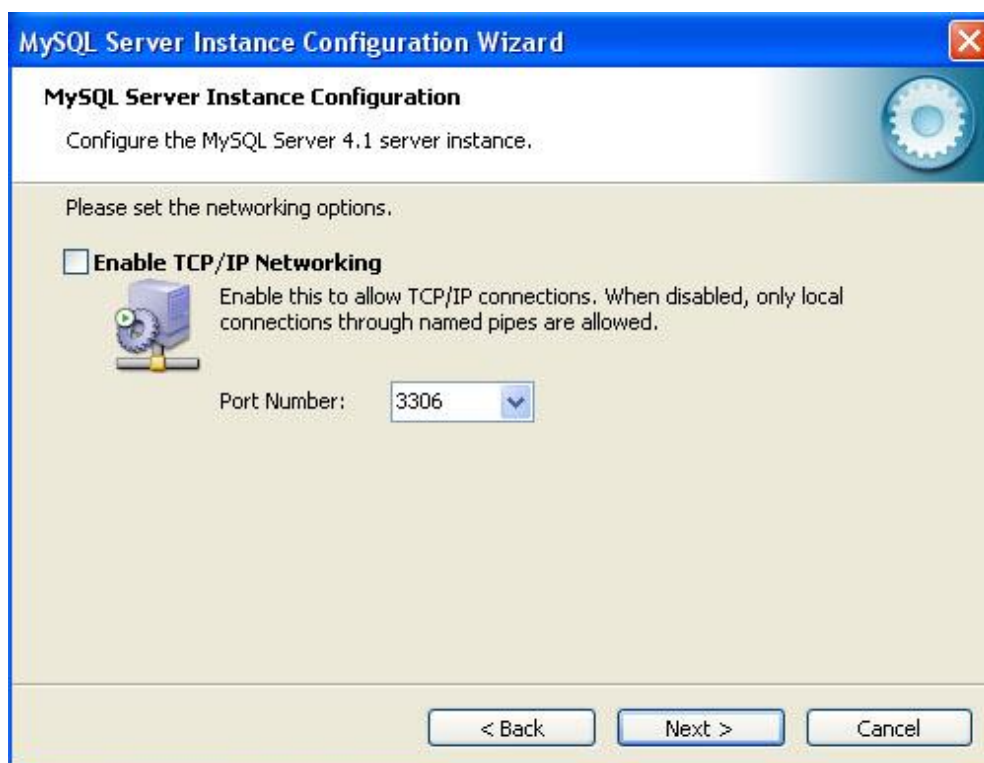 MySQL Server Instance Configuration Wizard
MySQL Server Instance Configuration
Configure the MySQL Server 4.1 server instance.
Please set the networking options.
Enable TCP/IP Networking
Enable this to allow TCP/IP connections. When disabled, only local
connections through named pipes are allowed.
Port Number: 3306
< Back Next > Cancel